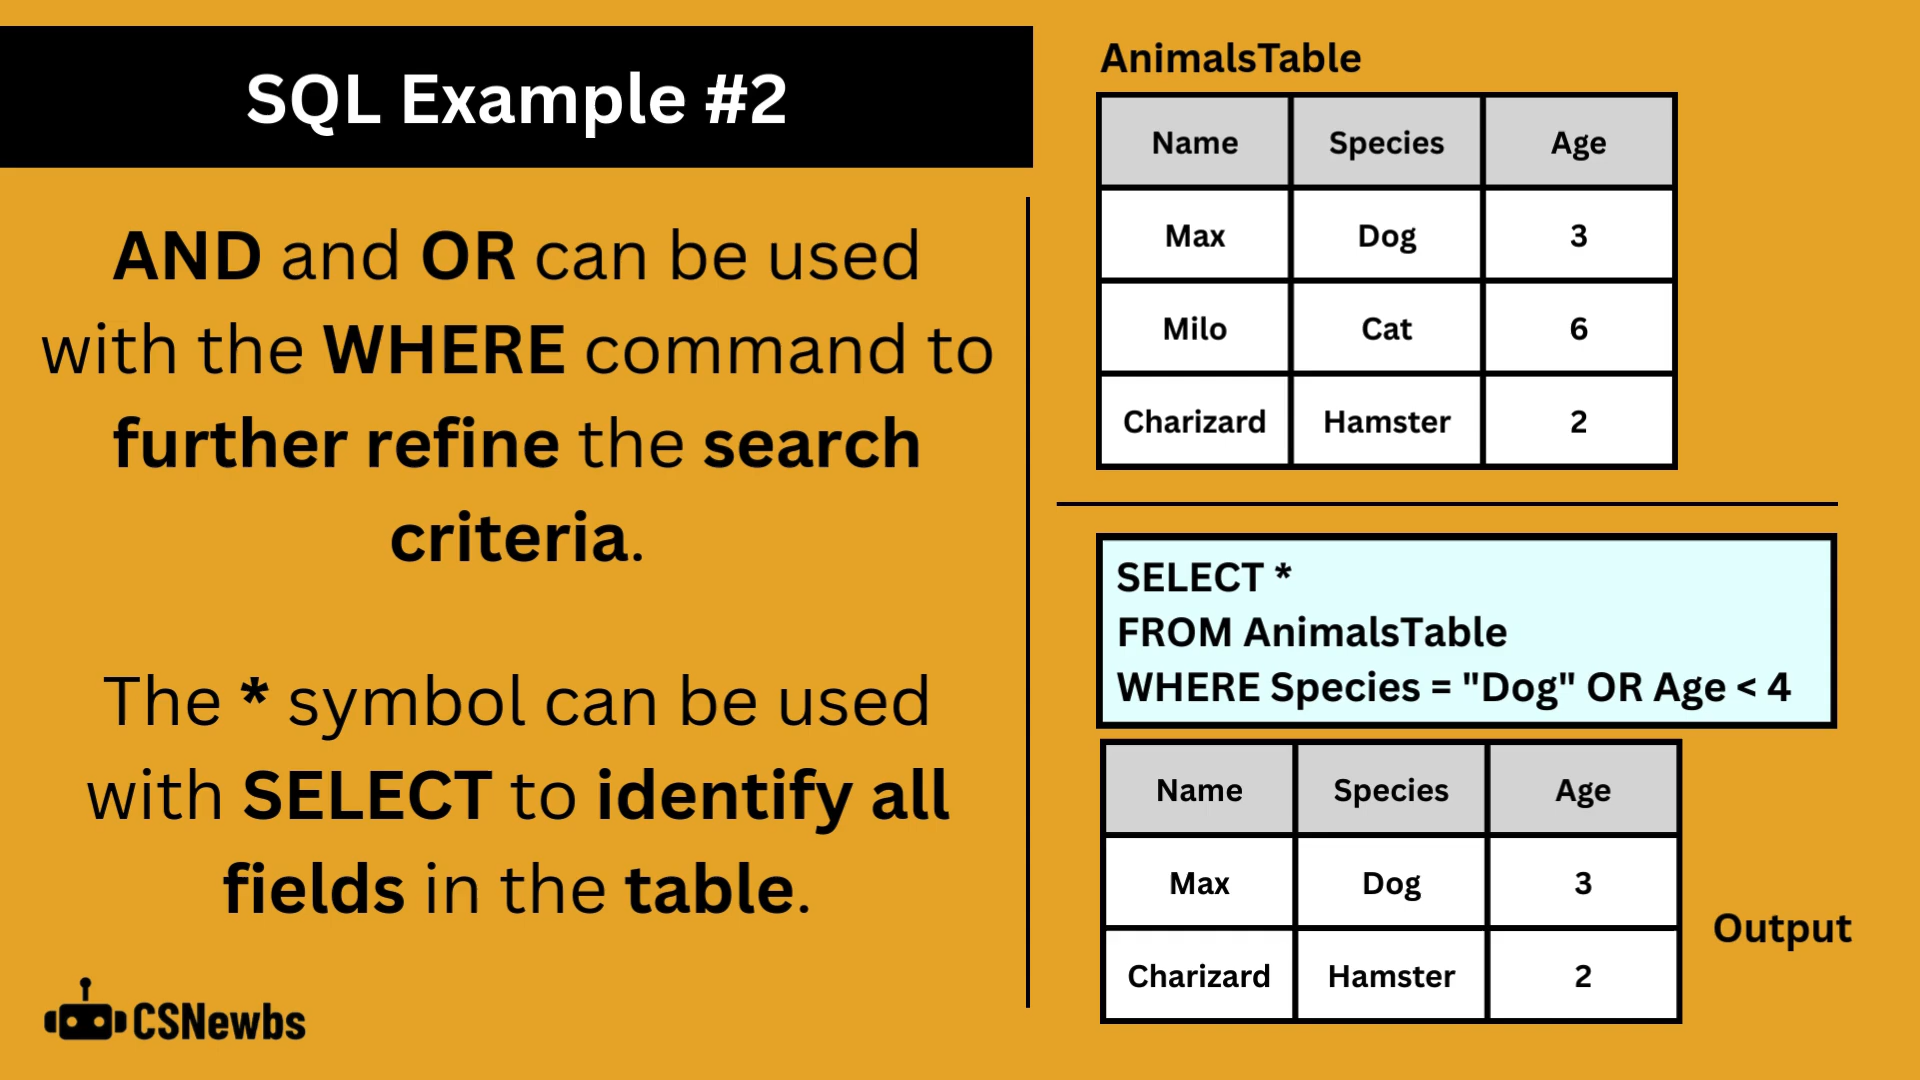 SQL Example #2
AND and OR can be used
with the WHERE command to
further refine the search
criteria.
The * symbol can be used
with SELECT to identify all
fields in the table.
CSNewbs
AnimalsTable
Name Species Age
Max Dog 3
Milo Cat 6
Charizard Hamster 2
SELECT *
FROM AnimalsTable
WHERE Species = "Dog" OR Age < 4
Name Species Age
Max Dog 3
Charizard Hamster 2
Output